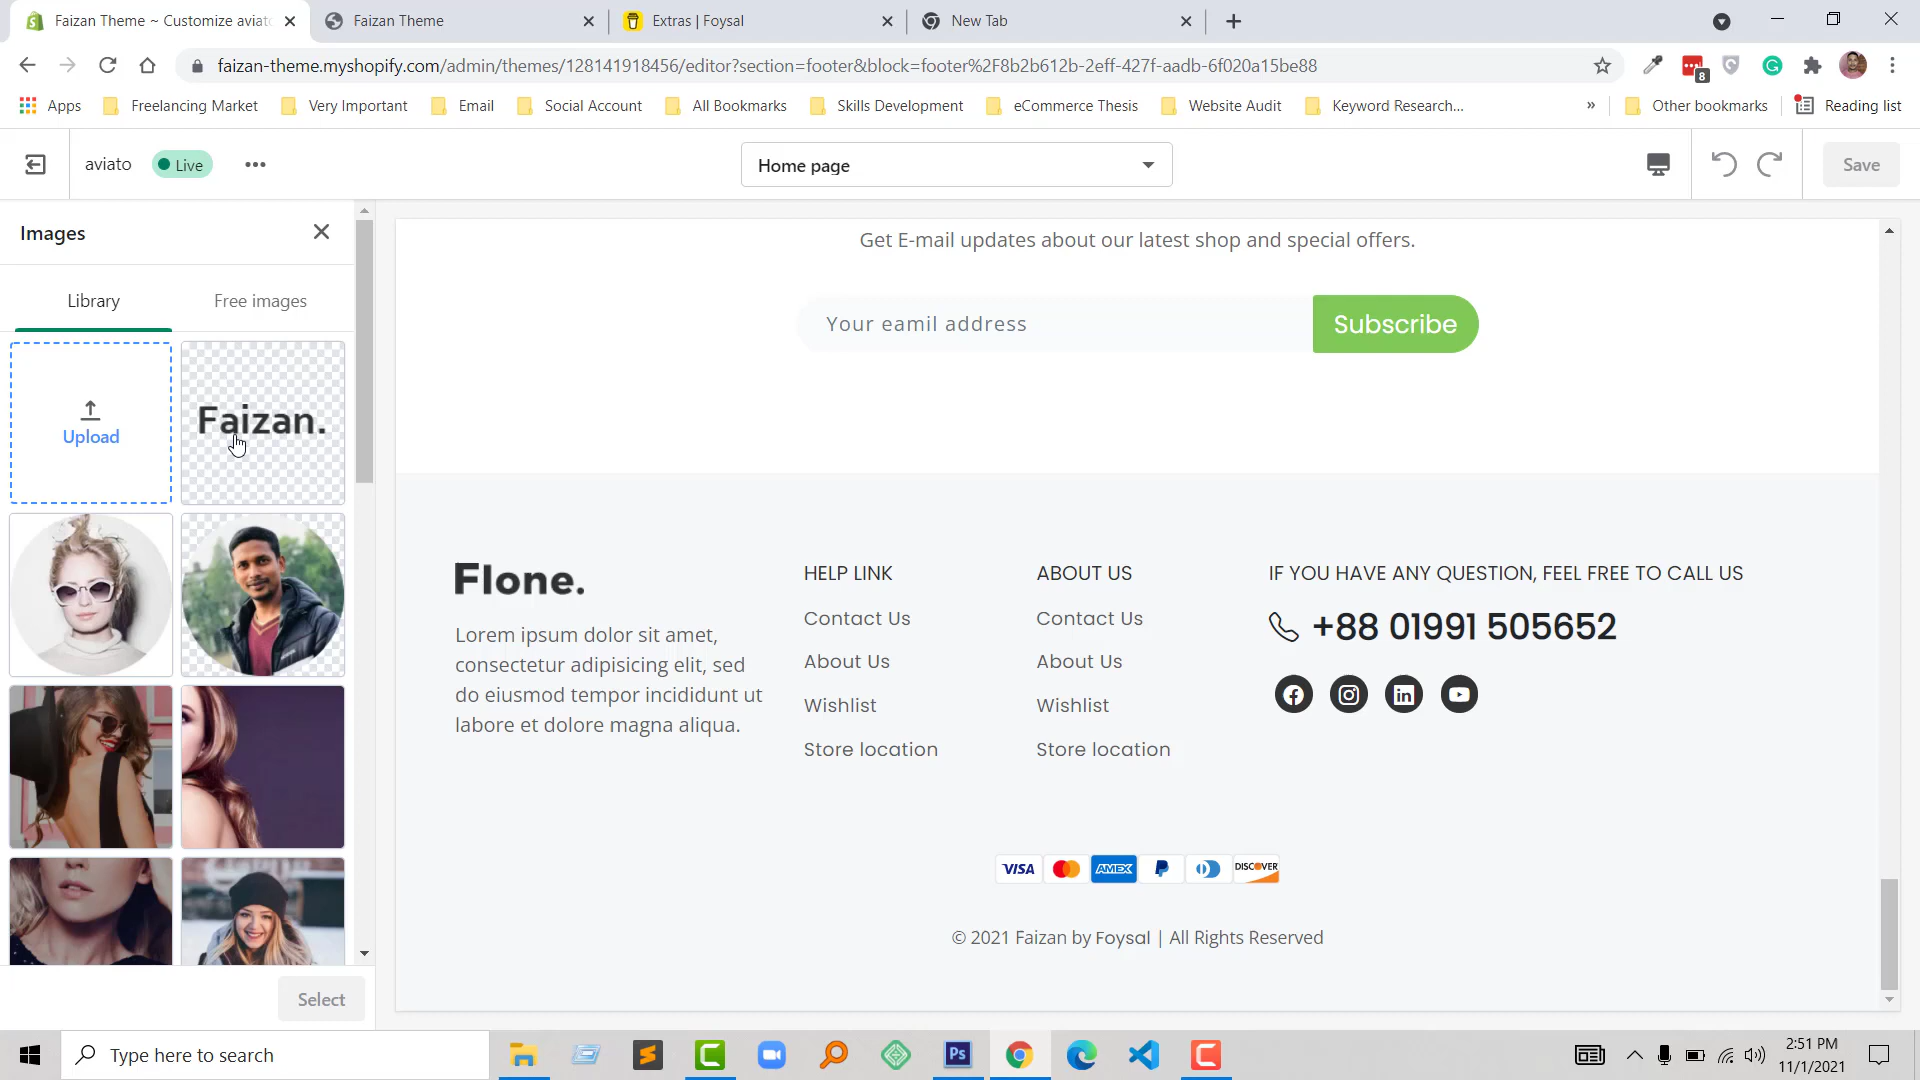 Faizan Theme ~ Customize aviato
Faizan Theme
Extras | Foysal
New Tab
faizan-theme.myshopify.com/admin/themes/128141918456/editor?section=footer&block=footer%2F8b2b612b-2eff-427f-aadb-6f020a15be88
8
Apps
Freelancing Market
Very Important
Email
Social Account
All Bookmarks
Skills Development
eCommerce Thesis
Website Audit
Keyword Research...
»
Other bookmarks
Reading list
aviato
Live
Home page
Save
Images
Library
Free images
Upload
Faizan.
Select
Get E-mail updates about our latest shop and special offers.
Your eamil address
Subscribe
Flone.
Lorem ipsum dolor sit amet,
consectetur adipisicing elit, sed
do eiusmod tempor incididunt ut
labore et dolore magna aliqua.
HELP LINK
Contact Us
About Us
Wishlist
Store location
ABOUT US
Contact Us
About Us
Wishlist
Store location
IF YOU HAVE ANY QUESTION, FEEL FREE TO CALL US
+88 01991 505652
VISA
AMEX
DISCOVER
© 2021 Faizan by Foysal | All Rights Reserved
Type here to search
Ps
2:51 PM
11/1/2021